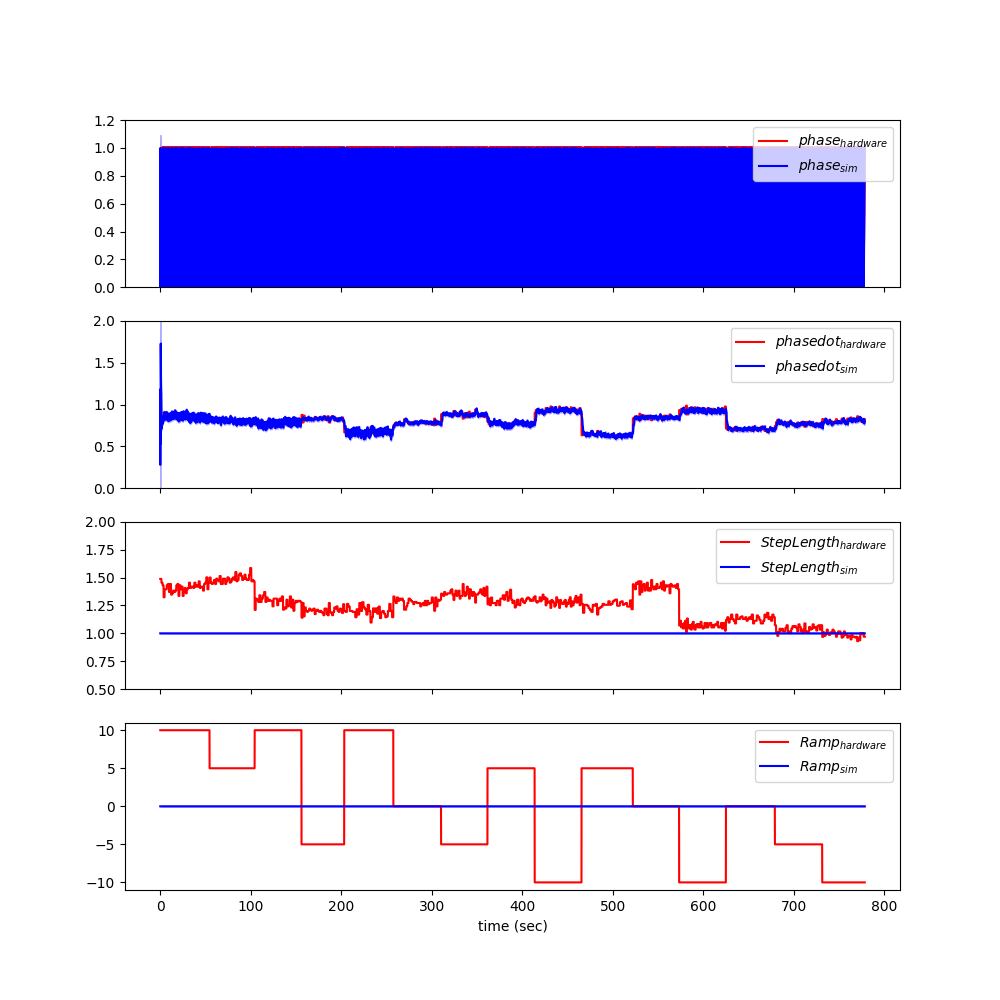 1.2
1.0
0.8
0.6
0.4
0.2
0.0
phase_hardware
phase_sim
2.0
1.5
1.0
0.5
0.0
phasedot_hardware
phasedot_sim
2.00
1.75
1.50
1.25
1.00
0.75
0.50
StepLength_hardware
StepLength_sim
10
5
0
−5
−10
Ramp_hardware
Ramp_sim
0 100 200 300 400 500 600 700 800
time (sec)